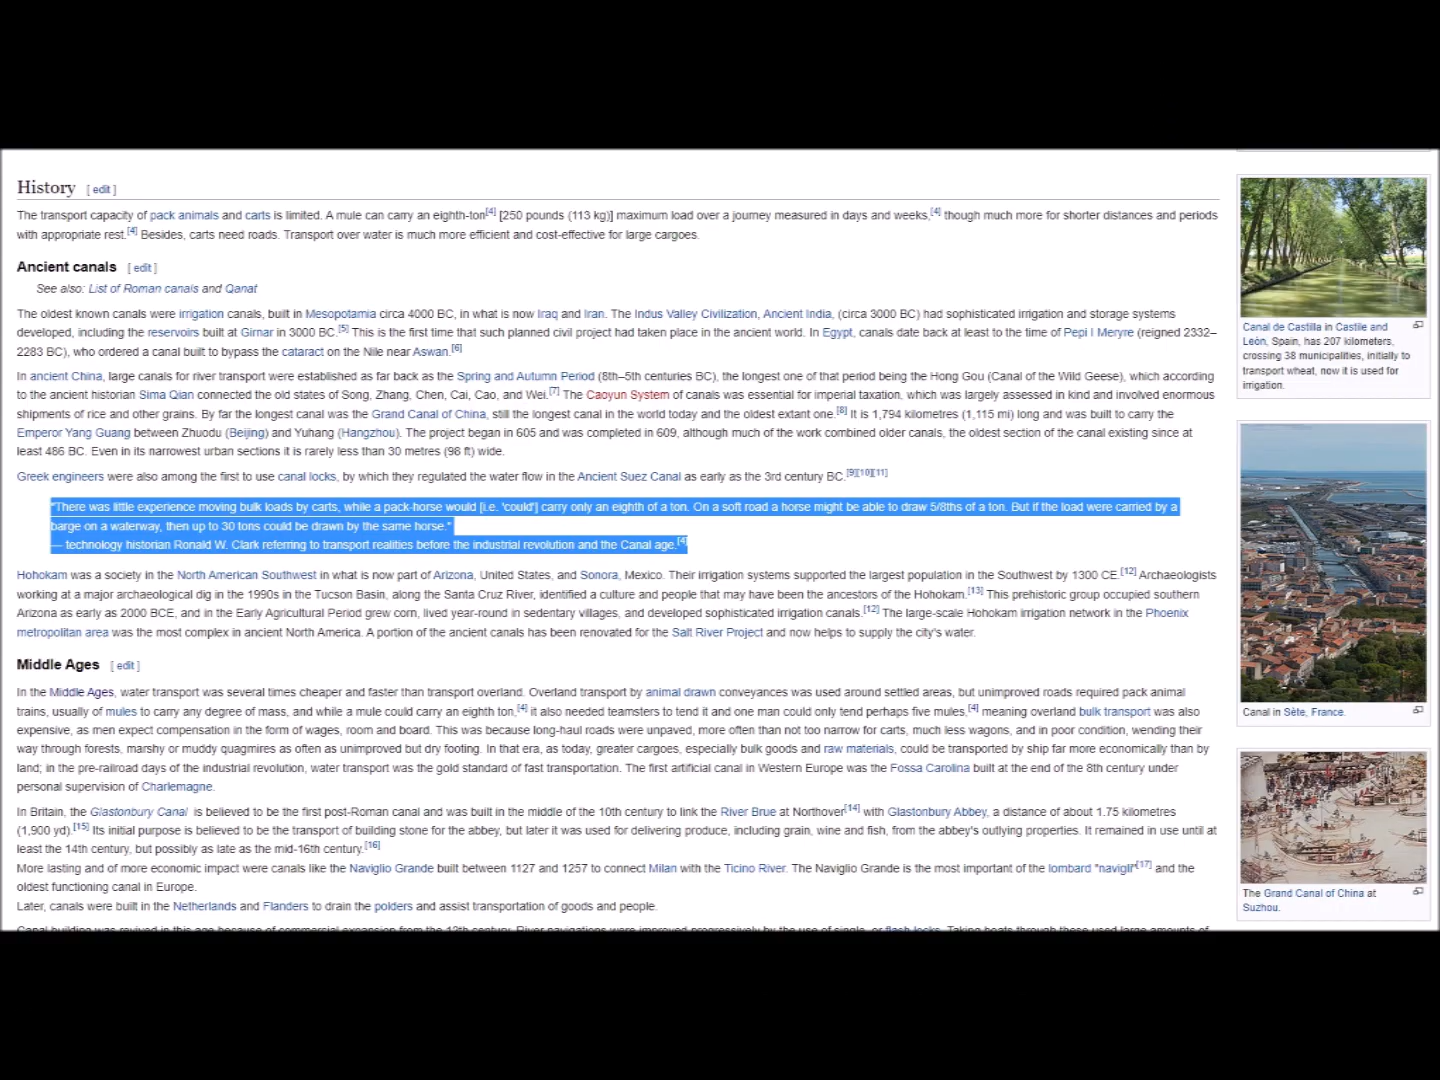 History [ edit ]
The transport capacity of pack animals and carts is limited. A mule can carry an eighth-ton[4] [250 pounds (113 kg)] maximum load over a journey measured in days and weeks,[4] though much more for shorter distances and periods
with appropriate rest.[4] Besides, carts need roads. Transport over water is much more efficient and cost-effective for large cargoes.
Ancient canals [ edit ]
See also: List of Roman canals and Qanat
The oldest known canals were irrigation canals, built in Mesopotamia circa 4000 BC, in what is now Iraq and Iran. The Indus Valley Civilization, Ancient India, (circa 3000 BC) had sophisticated irrigation and storage systems
developed, including the reservoirs built at Girnar in 3000 BC.[5] This is the first time that such planned civil project had taken place in the ancient world. In Egypt, canals date back at least to the time of Pepi I Meryre (reigned 2332–
2283 BC), who ordered a canal built to bypass the cataract on the Nile near Aswan.[6]
In ancient China, large canals for river transport were established as far back as the Spring and Autumn Period (8th–5th centuries BC), the longest one of that period being the Hong Gou (Canal of the Wild Geese), which according
to the ancient historian Sima Qian connected the old states of Song, Zhang, Chen, Cai, Cao, and Wei.[7] The Caoyun System of canals was essential for imperial taxation, which was largely assessed in kind and involved enormous
shipments of rice and other grains. By far the longest canal was the Grand Canal of China, still the longest canal in the world today and the oldest extant one.[8] It is 1,794 kilometres (1,115 mi) long and was built to carry the
Emperor Yang Guang between Zhuodu (Beijing) and Yuhang (Hangzhou). The project began in 605 and was completed in 609, although much of the work combined older canals, the oldest section of the canal existing since at
least 486 BC. Even in its narrowest urban sections it is rarely less than 30 metres (98 ft) wide.
Greek engineers were also among the first to use canal locks, by which they regulated the water flow in the Ancient Suez Canal as early as the 3rd century BC.[9][10][11]
"There was little experience moving bulk loads by carts, while a pack-horse would [i.e. 'could'] carry only an eighth of a ton. On a soft road a horse might be able to draw 5/8ths of a ton. But if the load were carried by a
barge on a waterway, then up to 30 tons could be drawn by the same horse."
— technology historian Ronald W. Clark referring to transport realities before the industrial revolution and the Canal age.[4]
Hohokam was a society in the North American Southwest in what is now part of Arizona, United States, and Sonora, Mexico. Their irrigation systems supported the largest population in the Southwest by 1300 CE.[12] Archaeologists
working at a major archaeological dig in the 1990s in the Tucson Basin, along the Santa Cruz River, identified a culture and people that may have been the ancestors of the Hohokam.[13] This prehistoric group occupied southern
Arizona as early as 2000 BCE, and in the Early Agricultural Period grew corn, lived year-round in sedentary villages, and developed sophisticated irrigation canals.[12] The large-scale Hohokam irrigation network in the Phoenix
metropolitan area was the most complex in ancient North America. A portion of the ancient canals has been renovated for the Salt River Project and now helps to supply the city's water.
Middle Ages [ edit ]
In the Middle Ages, water transport was several times cheaper and faster than transport overland. Overland transport by animal drawn conveyances was used around settled areas, but unimproved roads required pack animal
trains, usually of mules to carry any degree of mass, and while a mule could carry an eighth ton,[4] it also needed teamsters to tend it and one man could only tend perhaps five mules,[4] meaning overland bulk transport was also
expensive, as men expect compensation in the form of wages, room and board. This was because long-haul roads were unpaved, more often than not too narrow for carts, much less wagons, and in poor condition, wending their
way through forests, marshy or muddy quagmires as often as unimproved but dry footing. In that era, as today, greater cargoes, especially bulk goods and raw materials, could be transported by ship far more economically than by
land; in the pre-railroad days of the industrial revolution, water transport was the gold standard of fast transportation. The first artificial canal in Western Europe was the Fossa Carolina built at the end of the 8th century under
personal supervision of Charlemagne.
In Britain, the Glastonbury Canal is believed to be the first post-Roman canal and was built in the middle of the 10th century to link the River Brue at Northover[14] with Glastonbury Abbey, a distance of about 1.75 kilometres
(1,900 yd).[15] Its initial purpose is believed to be the transport of building stone for the abbey, but later it was used for delivering produce, including grain, wine and fish, from the abbey's outlying properties. It remained in use until at
least the 14th century, but possibly as late as the mid-16th century.[16]
More lasting and of more economic impact were canals like the Naviglio Grande built between 1127 and 1257 to connect Milan with the Ticino River. The Naviglio Grande is the most important of the lombard "navigli"[17] and the
oldest functioning canal in Europe.
Later, canals were built in the Netherlands and Flanders to drain the polders and assist transportation of goods and people.
Canal building was revived in this age because of commercial expansion from the 12th century. River navigations were improved progressively by the use of single, or flash locks. Taking boats through these used large amounts of
Canal de Castilla in Castile and
León, Spain, has 207 kilometers,
crossing 38 municipalities, initially to
transport wheat, now it is used for
irrigation.
Canal in Sète, France.
The Grand Canal of China at
Suzhou.